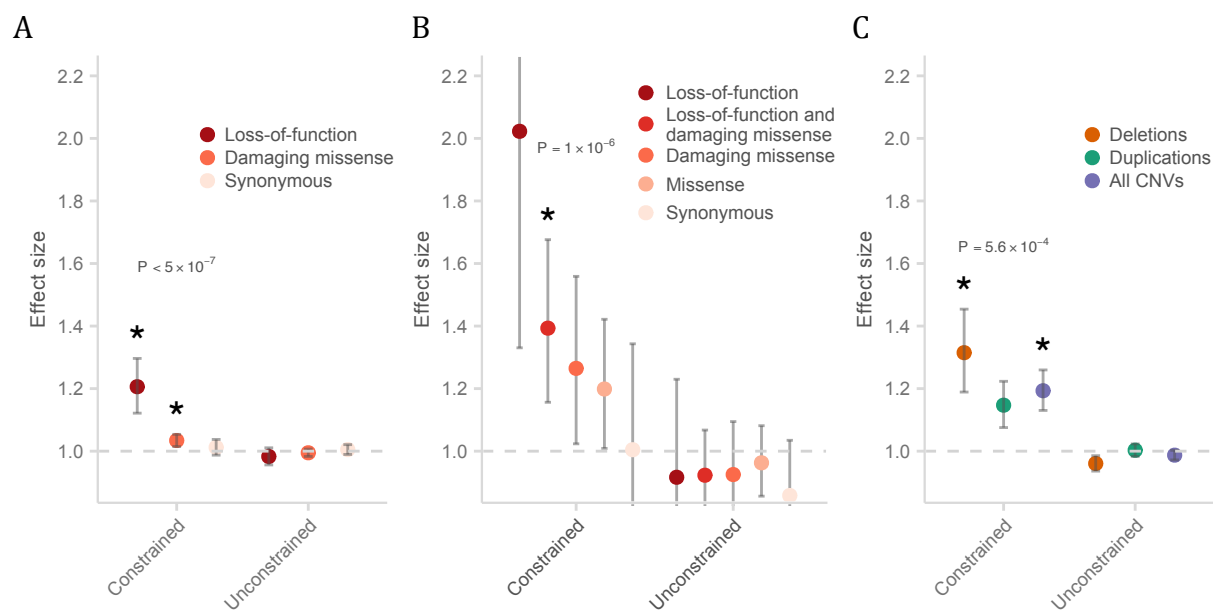 A
Effect size
2.2
2.0
1.8
1.6
1.4
1.2
1.0
Loss-of-function
Damaging missense
Synonymous
P < 5 × 10⁻⁷
*
*
Constrained
Unconstrained
B
Effect size
2.2
2.0
1.8
1.6
1.4
1.2
1.0
Loss-of-function
Loss-of-function and
damaging missense
Damaging missense
Missense
Synonymous
P = 1 × 10⁻⁶
*
Constrained
Unconstrained
C
Effect size
2.2
2.0
1.8
1.6
1.4
1.2
1.0
Deletions
Duplications
All CNVs
P = 5.6 × 10⁻⁴
*
*
Constrained
Unconstrained